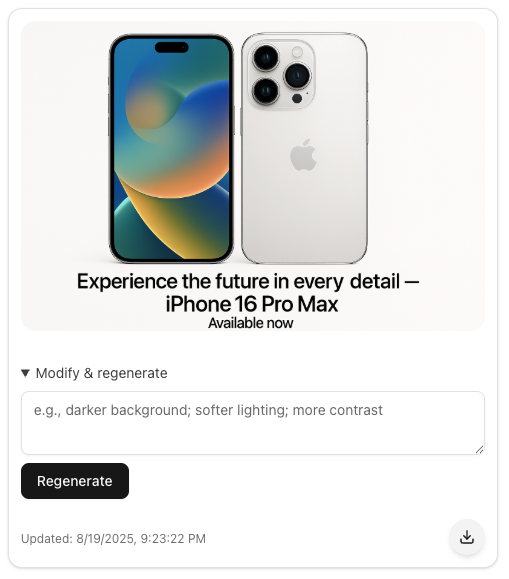 Experience the future in every detail —
iPhone 16 Pro Max
Available now
▼ Modify & regenerate
e.g., darker background; softer lighting; more contrast
Regenerate
Updated: 8/19/2025, 9:23:22 PM